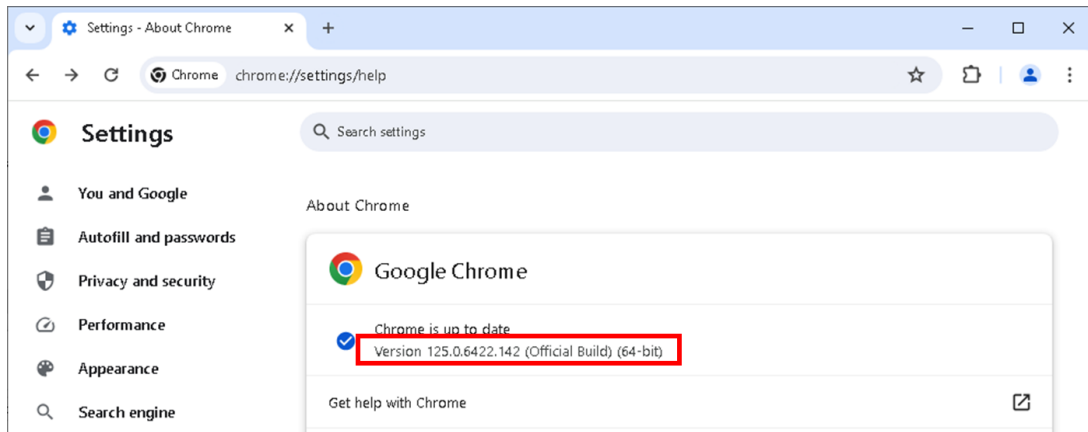 Settings - About Chrome
Chrome chrome://settings/help
Settings
Search settings
You and Google
Autofill and passwords
Privacy and security
Performance
Appearance
Search engine
About Chrome
Google Chrome
Chrome is up to date
Version 125.0.6422.142 (Official Build) (64-bit)
Get help with Chrome